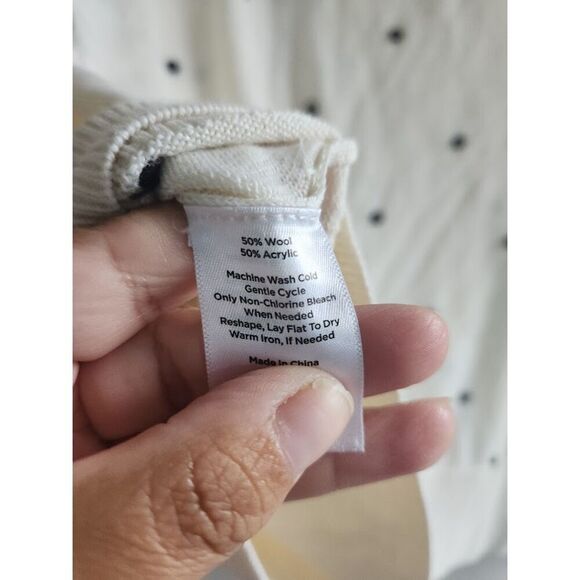 50% Wool
50% Acrylic
Machine Wash Cold
Gentle Cycle
Only Non-Chlorine Bleach
When Needed
Reshape, Lay Flat To Dry
Warm Iron, If Needed
Made in China